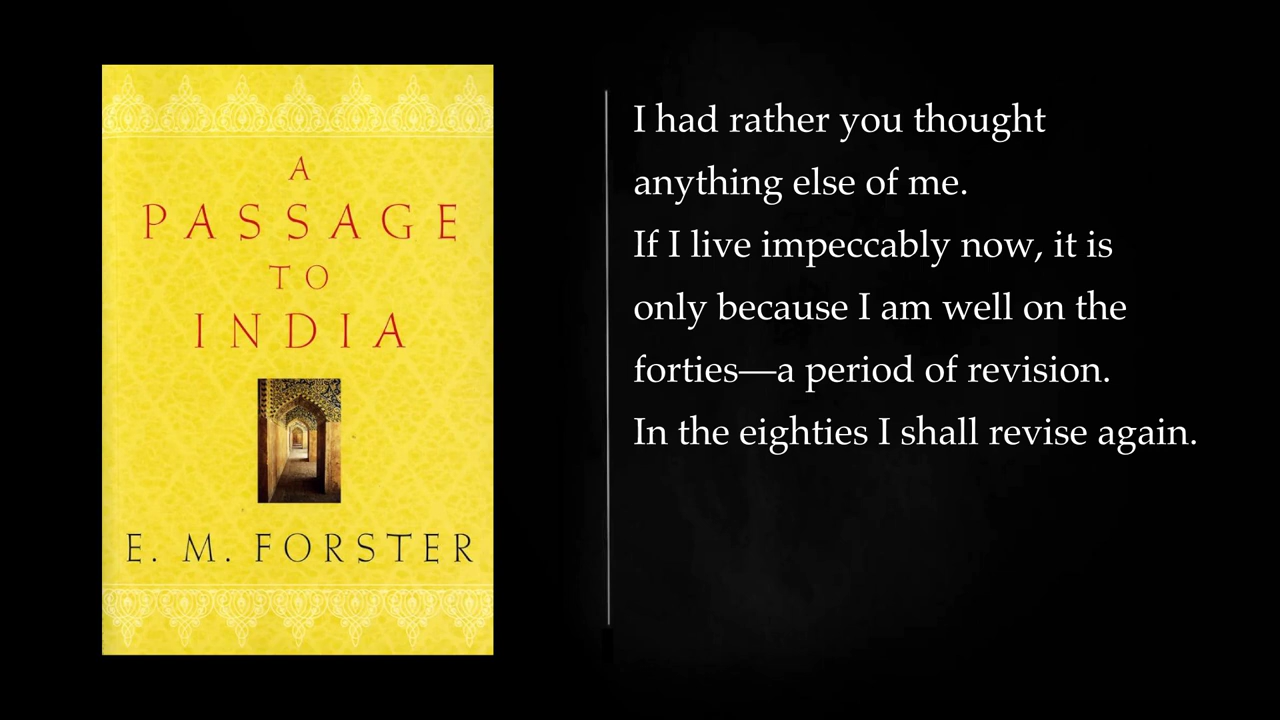 A
PASSAGE
TO
INDIA
E. M. FORSTER
I had rather you thought
anything else of me.
If I live impeccably now, it is
only because I am well on the
forties—a period of revision.
In the eighties I shall revise again.